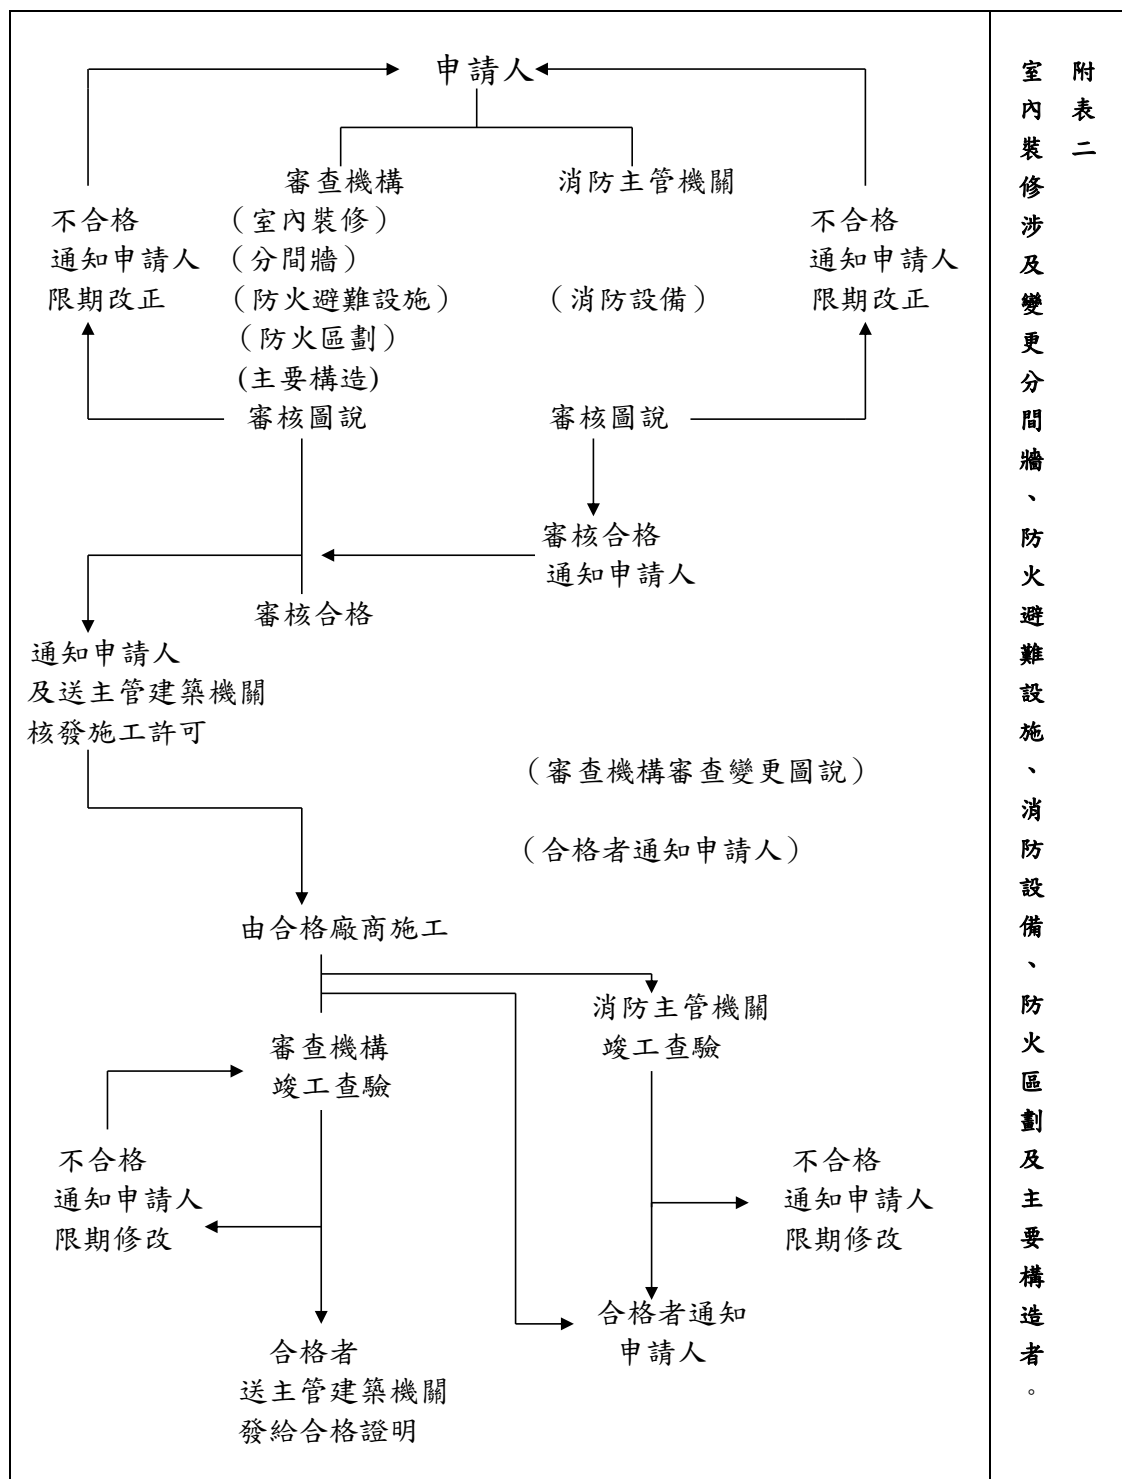 附表二
室內裝修涉及變更分間牆、防火避難設施、消防設備、防火區劃及主要構造者。
申請人
審查機構
(室內裝修)
(分間牆)
(防火避難設施)
(防火區劃)
(主要構造)
審核圖說
消防主管機關
(消防設備)
審核圖說
不合格
通知申請人
限期改正
不合格
通知申請人
限期改正
審核合格
通知申請人
審核合格
通知申請人
及送主管建築機關
核發施工許可
(審查機構審查變更圖說)
(合格者通知申請人)
由合格廠商施工
消防主管機關
竣工查驗
審查機構
竣工查驗
不合格
通知申請人
限期修改
不合格
通知申請人
限期修改
合格者通知
申請人
合格者
送主管建築機關
發給合格證明